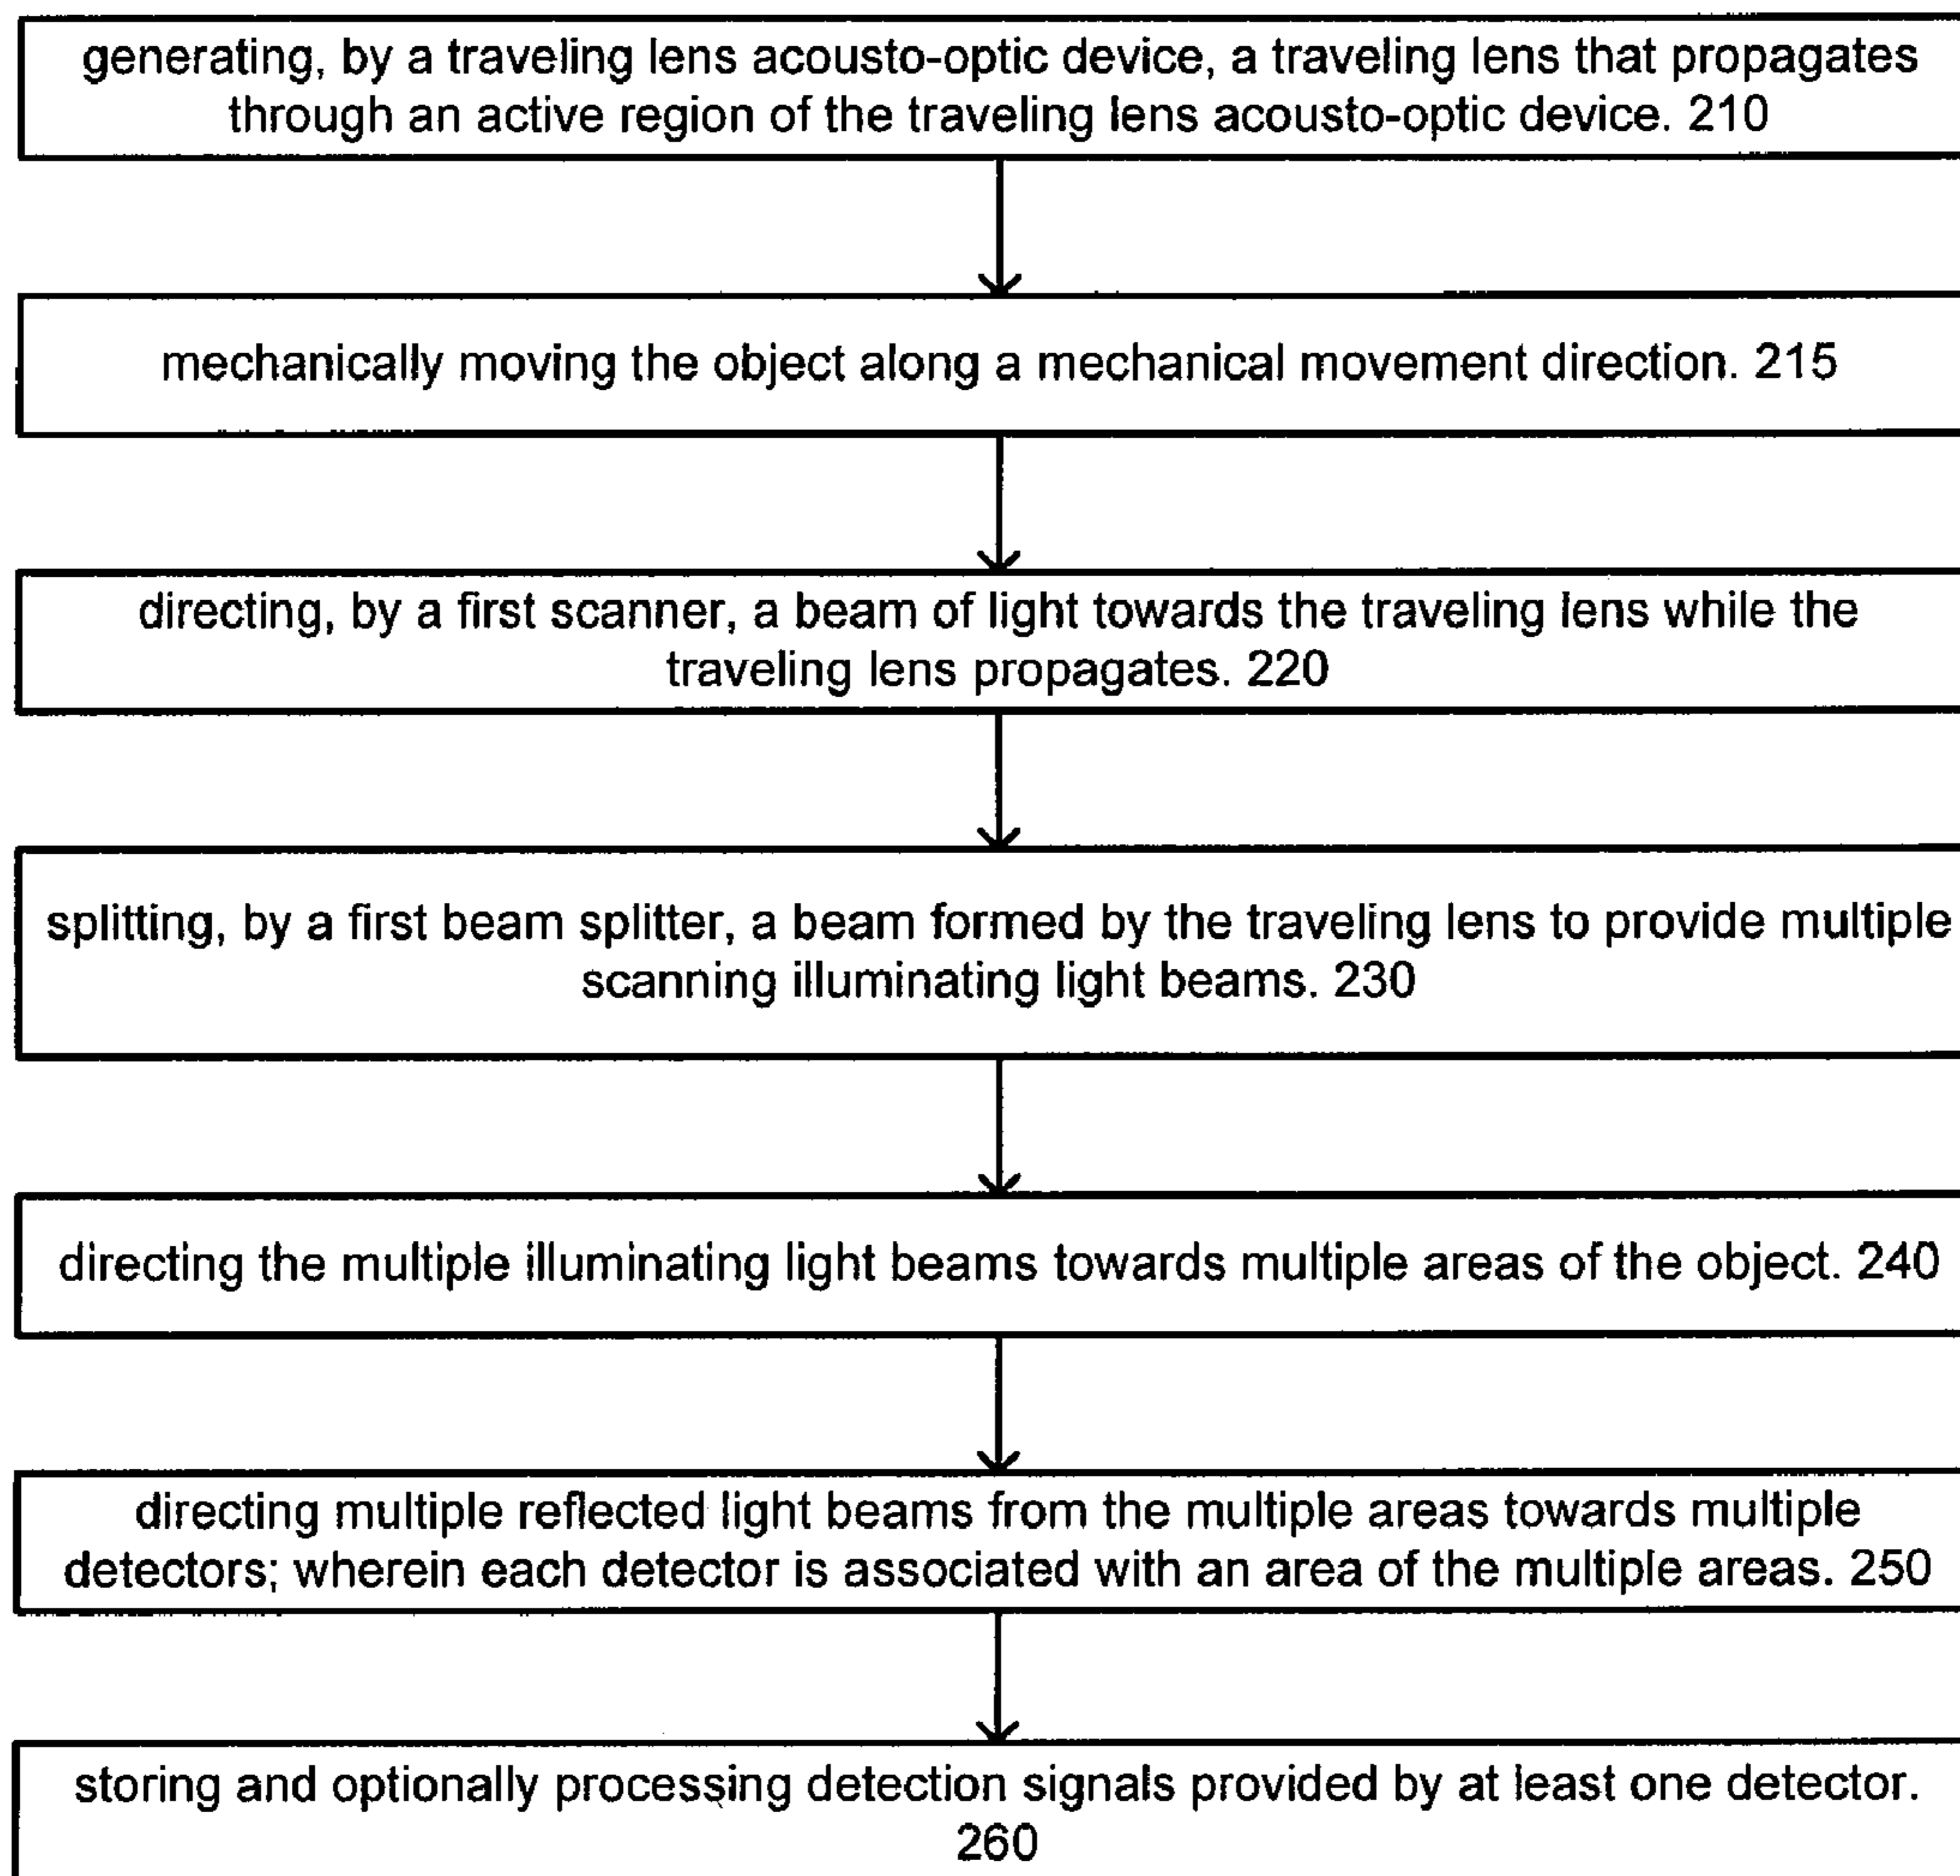 generating, by a traveling lens acousto-optic device, a traveling lens that propagates
through an active region of the traveling lens acousto-optic device. 210
mechanically moving the object along a mechanical movement direction. 215
directing, by a first scanner, a beam of light towards the traveling lens while the
traveling lens propagates. 220
splitting, by a first beam splitter, a beam formed by the traveling lens to provide multiple
scanning illuminating light beams. 230
directing the multiple illuminating light beams towards multiple areas of the object. 240
directing multiple reflected light beams from the multiple areas towards multiple
detectors; wherein each detector is associated with an area of the multiple areas. 250
storing and optionally processing detection signals provided by at least one detector.
260